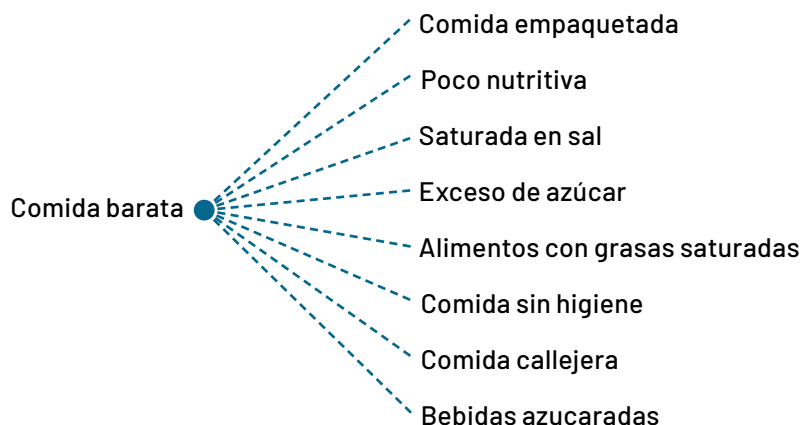 Comida empaquetada
Poco nutritiva
Saturada en sal
Exceso de azúcar
Comida barata
Alimentos con grasas saturadas
Comida sin higiene
Comida callejera
Bebidas azucaradas